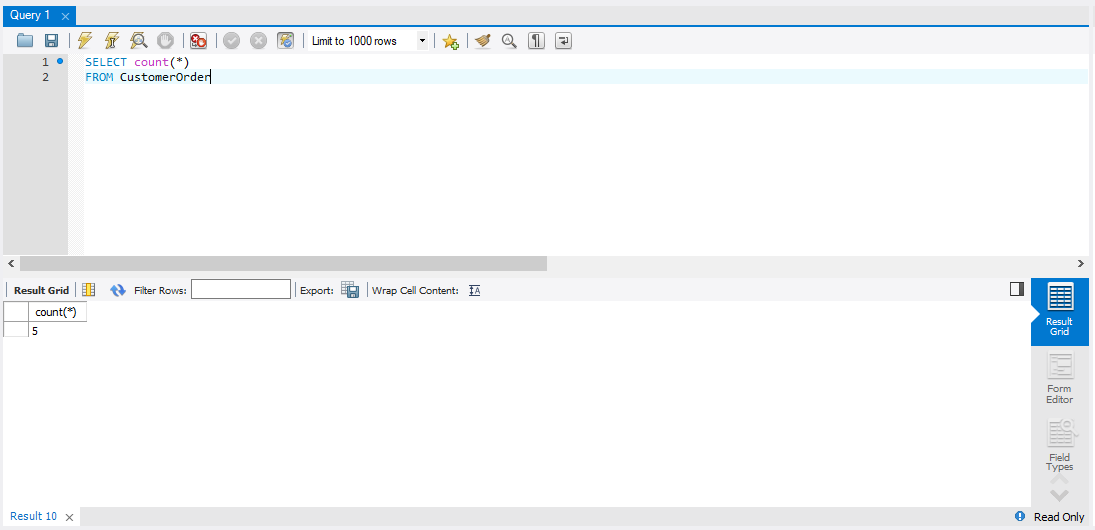 Query 1
Limit to 1000 rows
1 SELECT count(*)
2 FROM CustomerOrder
Result Grid Filter Rows: Export: Wrap Cell Content:
count(*)
5
Result
Grid
Form
Editor
Field
Types
Result 10 Read Only